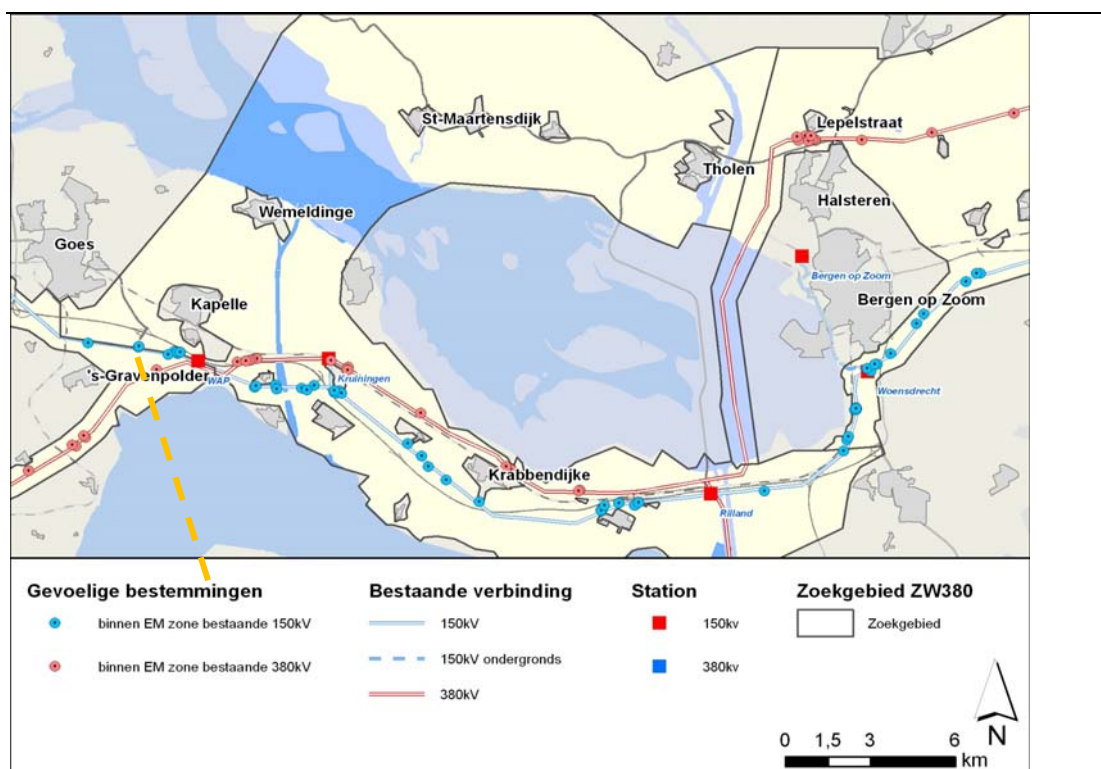 St-Maartensdijk
Lepelstraat
Tholen
Halsteren
Wemeldinge
Goes
Bergen op Zoom
Bergen op Zoom
Kapelle
's-Gravenpolder
WAP
Kruiningen
Woensdrecht
Krabbendijke
Rilland
Gevoelige bestemmingen
binnen EM zone bestaande 150kV
binnen EM zone bestaande 380kV
Bestaande verbinding
150kV
150kV ondergronds
380kV
Station
150kv
380kv
Zoekgebied ZW380
Zoekgebied
N
0 1,5 3 6
km